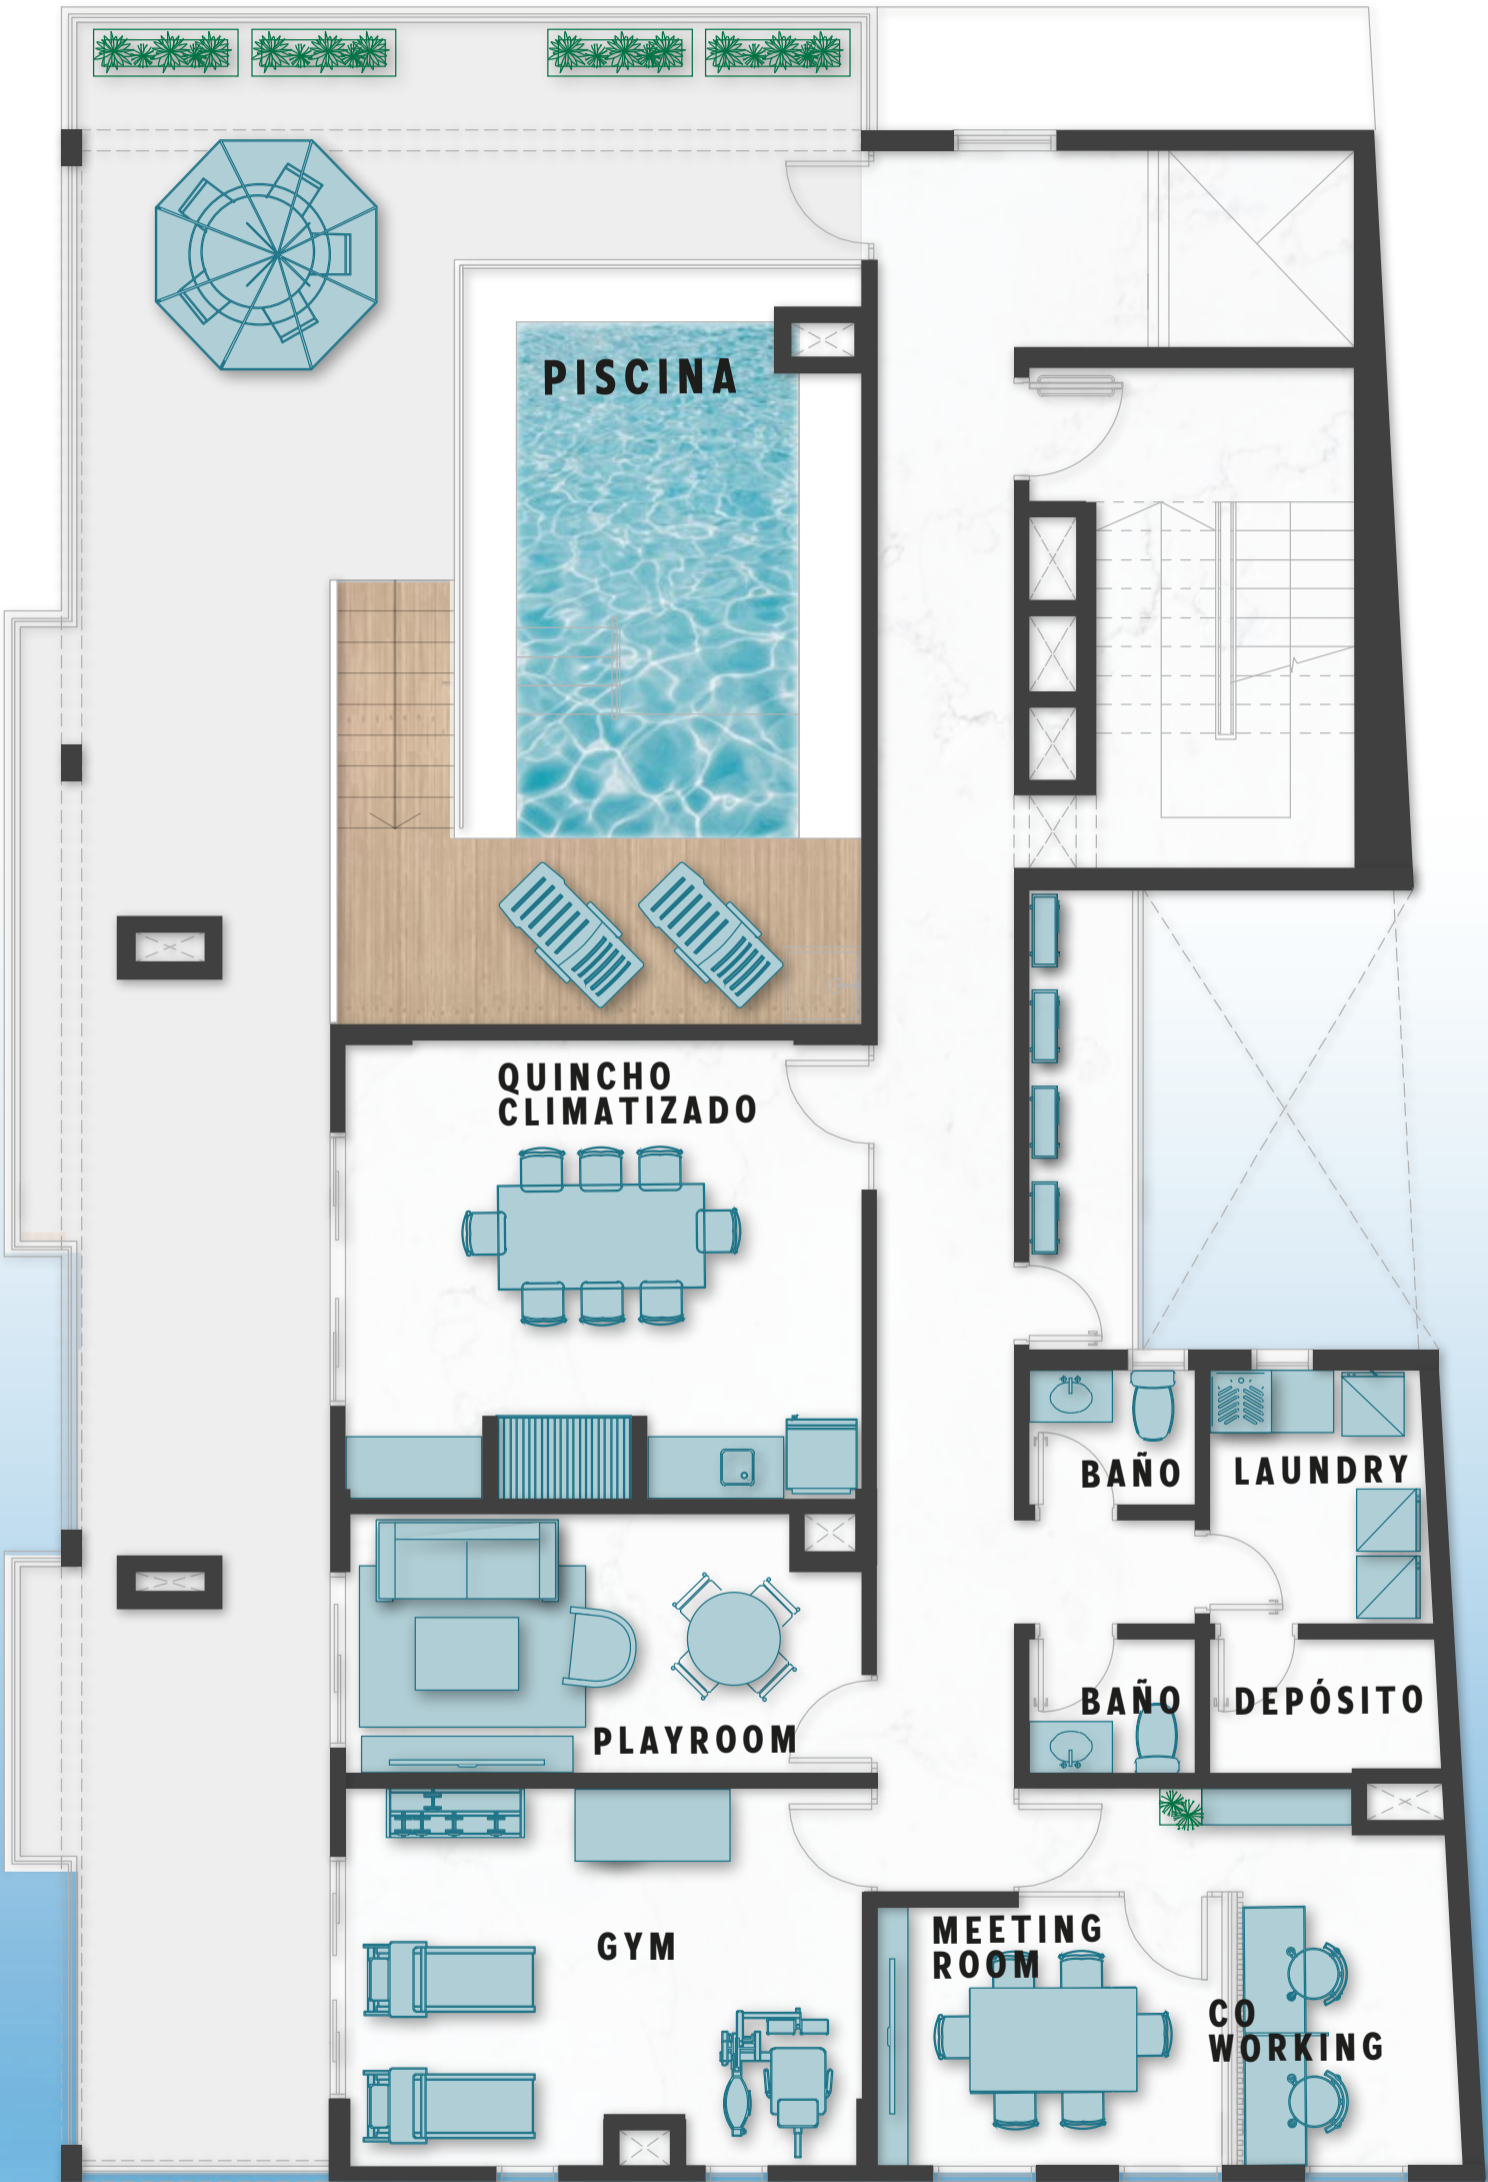 PISCINA
QUINCHO
CLIMATIZADO
BAÑO
LAUNDRY
BAÑO
DEPÓSITO
PLAYROOM
GYM
MEETING
ROOM
CO
WORKING